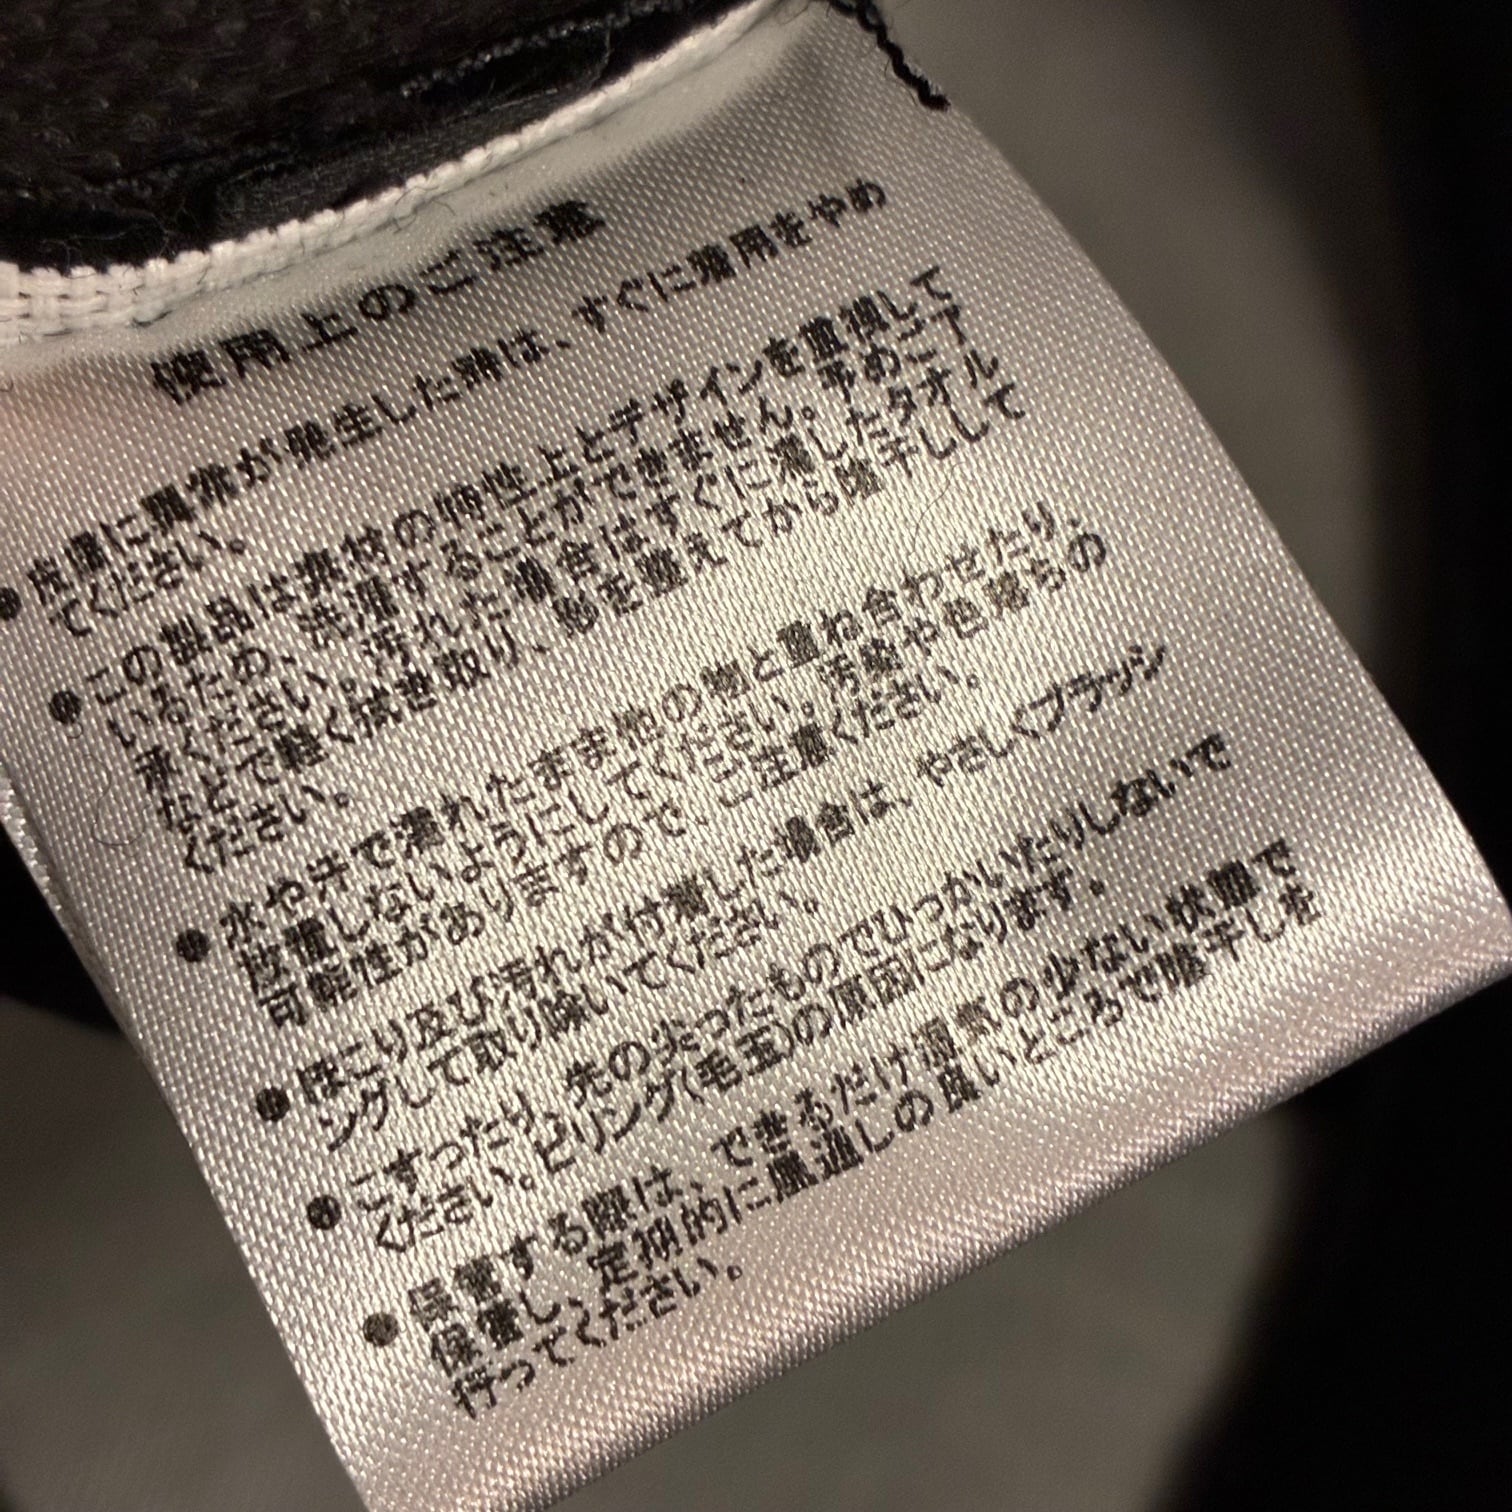 使用上のご注意
●皮膚に異常が発生した時は、すぐに着用をやめ
てください。
●この製品は素材の特性上とデザインを重視して
いるため、洗濯することができません。予めご了
承ください。汚れた場合はすぐに濡したタオル
などで軽く拭き取り、形を整えてから陰干しして
ください。
●水や汗で濡れたまま他の物と重ね合わせたり、
放置しないようにしてください。汚染や色落ちの
可能性がありますので、ご注意ください。
●ほこり及び汚れが付着した場合は、やさしくブラッシ
ングして取り除いてください。
●こすったり、先の尖ったものでひっかいたりしないで
ください。ピリング(毛玉)の原因になります。
●保管する際は、できるだけ湿気の少ない状態で
保管し、定期的に風通しの良いところで陰干しを
行ってください。